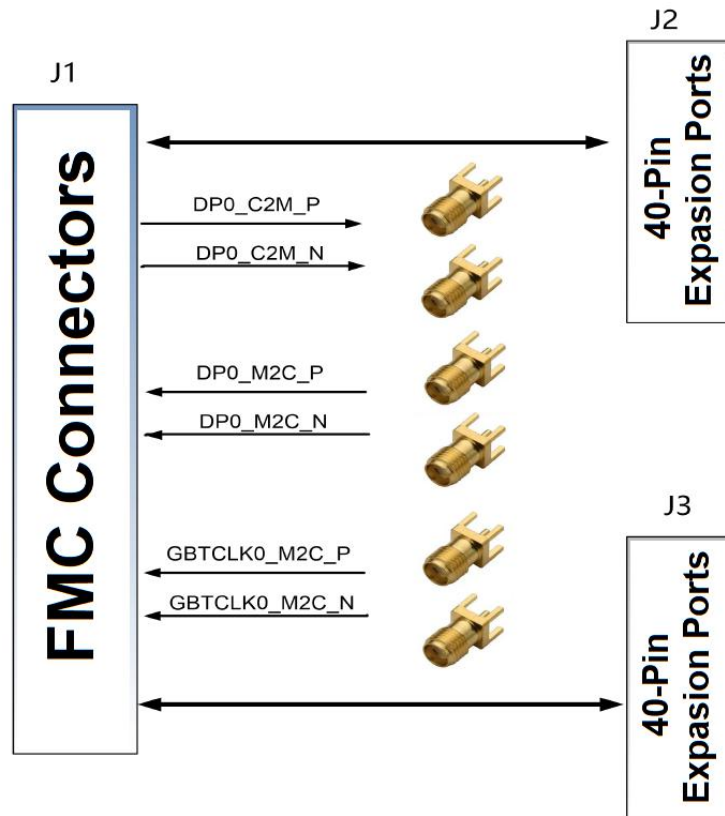 J2
J1
40-Pin
Expasion Ports
FMC Connectors
DP0_C2M_P
DP0_C2M_N
DP0_M2C_P
DP0_M2C_N
J3
GBTCLK0_M2C_P
GBTCLK0_M2C_N
40-Pin
Expasion Ports